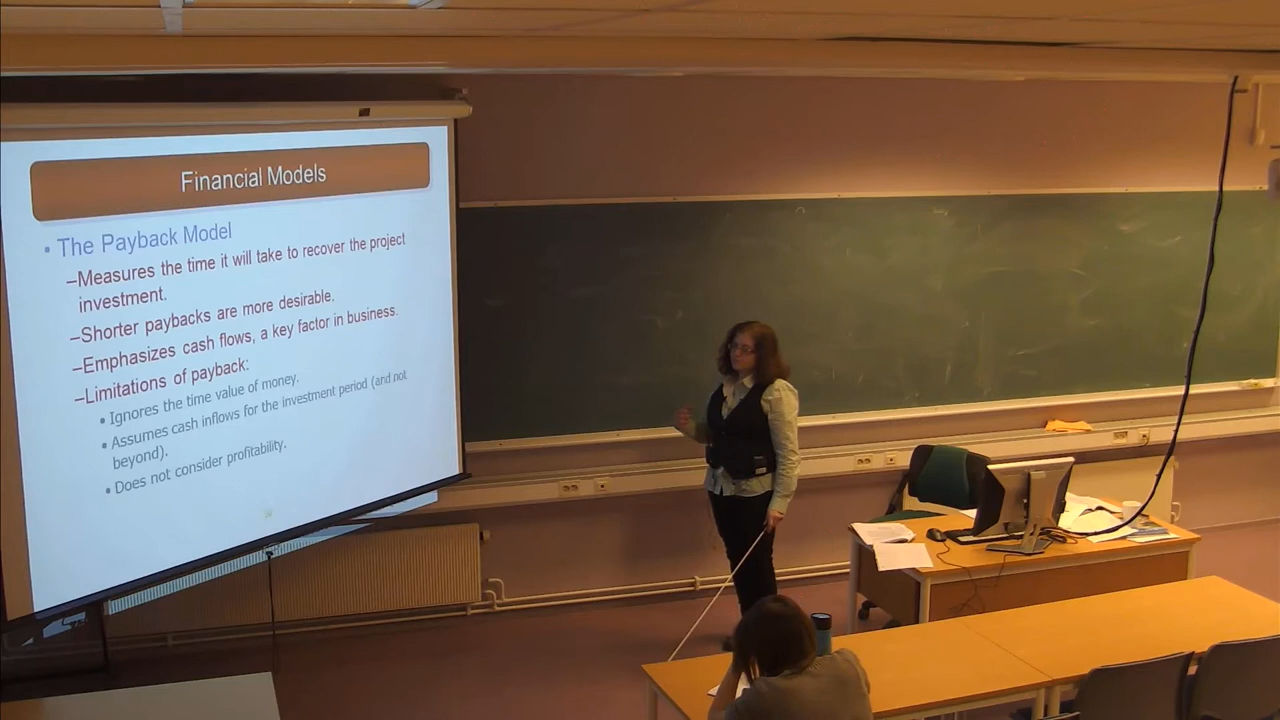 Financial Models
• The Payback Model
–Measures the time it will take to recover the project
investment.
–Shorter paybacks are more desirable.
–Emphasizes cash flows, a key factor in business.
–Limitations of payback:
• Ignores the time value of money.
• Assumes cash inflows for the investment period (and not
beyond).
• Does not consider profitability.